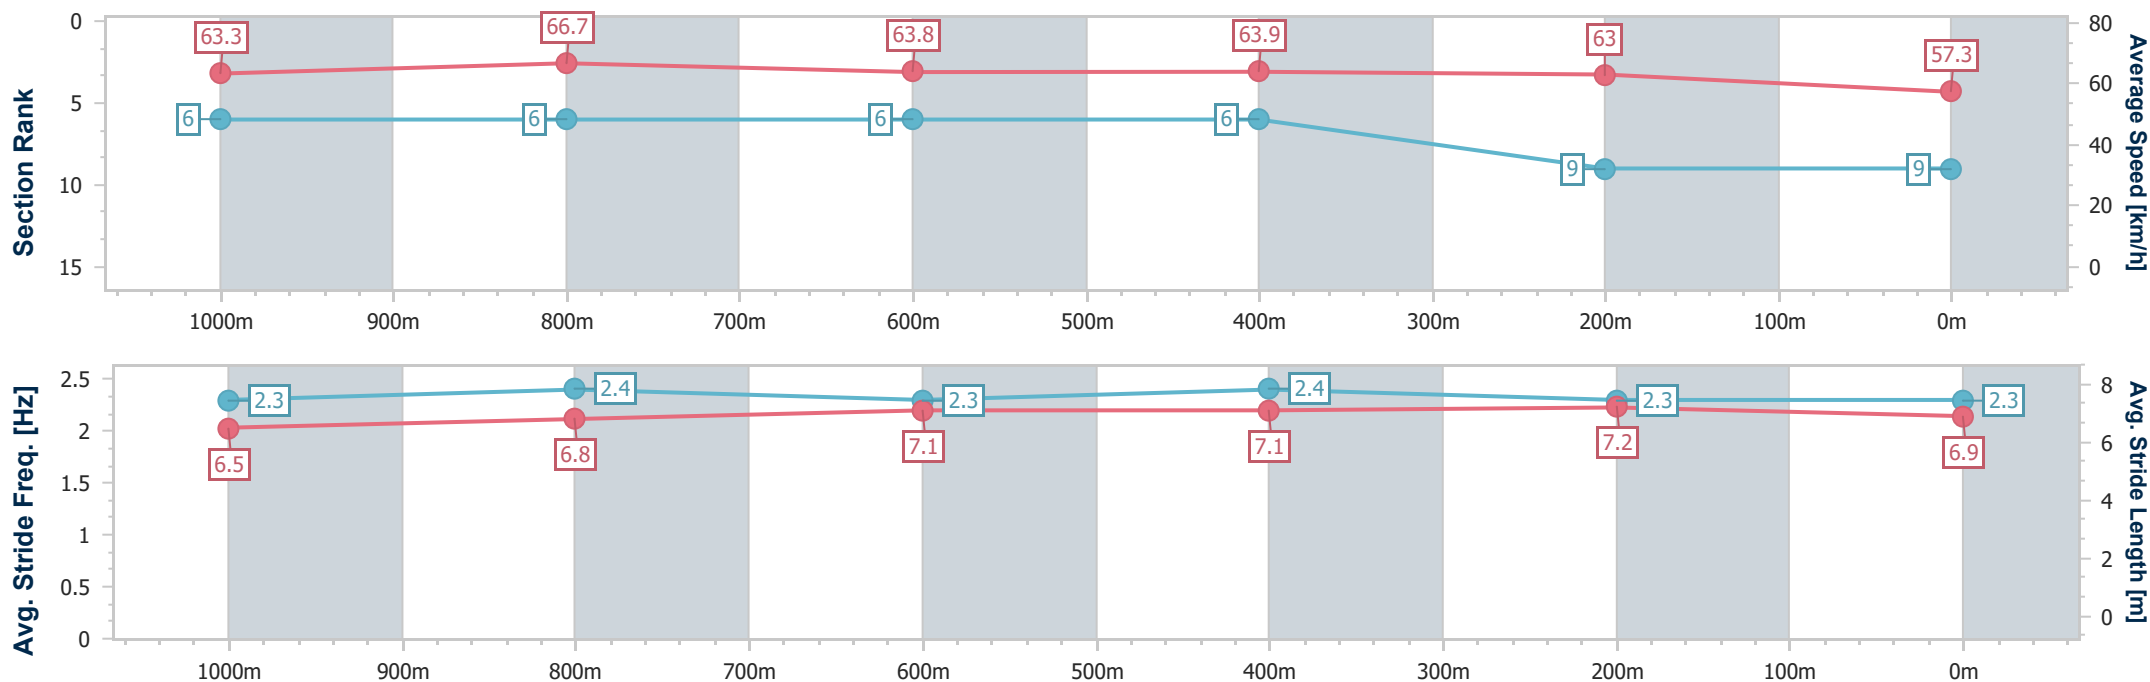 Section Rank
0
5
10
15
63.3
66.7
63.8
63.9
63
57.3
6
6
6
6
9
9
80
60
40
20
0
Average Speed [km/h]
1000m
900m
800m
700m
600m
500m
400m
300m
200m
100m
0m
Avg. Stride Freq. [Hz]
2.5
2
1.5
1
0.5
0
2.3
2.4
2.3
2.4
2.3
2.3
6.5
6.8
7.1
7.1
7.2
6.9
8
6
4
2
0
Avg. Stride Length [m]
1000m
900m
800m
700m
600m
500m
400m
300m
200m
100m
0m